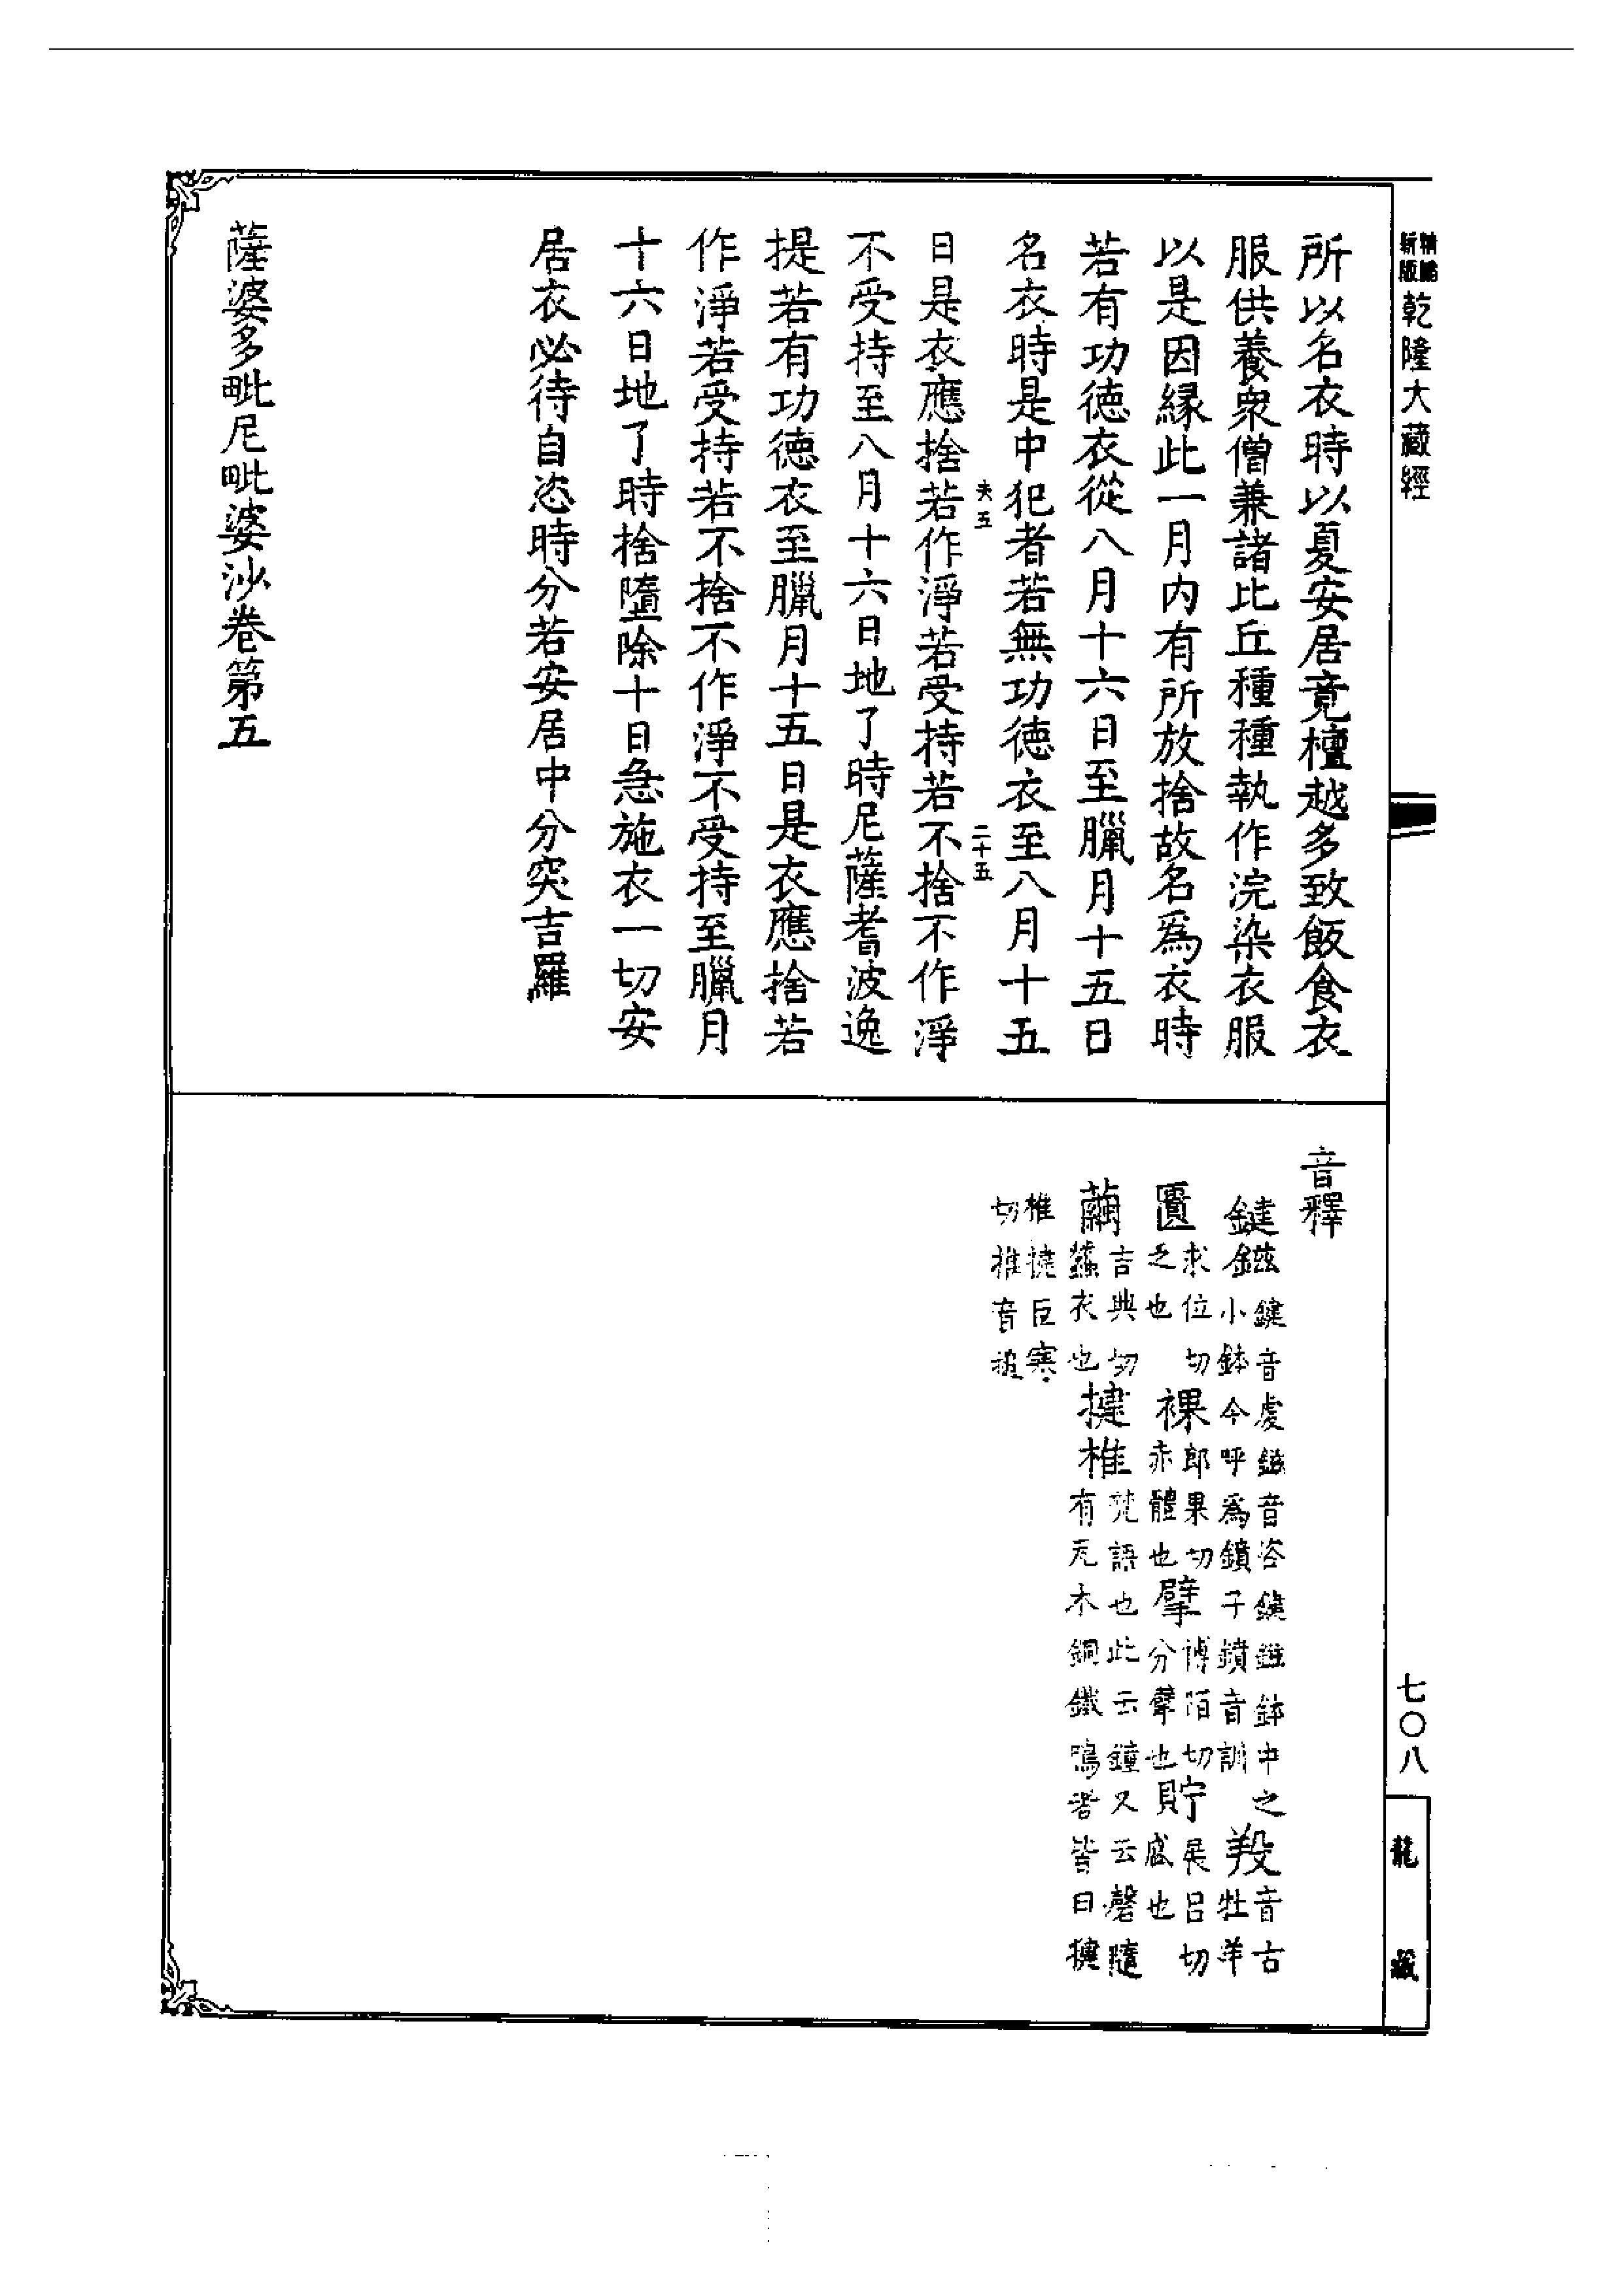 乾隆大藏經
所以名衣時以夏安居竟檀越多致飯食衣
服供養衆僧兼諸比丘種種執作浣染衣服
以是因緣此一月內有所放捨故名爲衣時
若有功德衣從八月十六日至臘月十五日
名衣時是中犯者若無功德衣至八月十五
日是衣應捨若作淨若受持若不捨不作淨
不受持至八月十六日地了時尼薩耆波逸
提若有功德衣至臘月十五日是衣應捨若
作淨若受持若不捨不作淨不受持至臘月
十六日地了時捨墮除十日急施衣一切安
居衣必待自恣時分若安居中分突吉羅
薩婆多毗尼毗婆沙卷第五
音釋
鍵鎡鍵音虔鎡音咨鍵鎡鉢中之小鉢今呼爲鐼子鐼音訓 羖音古牡羊
匱求位切乏也 裸郎果切赤體也 擘博陌切分擘也 貯展呂切盛也
繭吉典切蠶衣也 揵椎梵語也此云鐘又云磬隨有瓦木銅鐵鳴者皆曰揵
椎揵巨寒切椎音槌
七〇八
龍藏